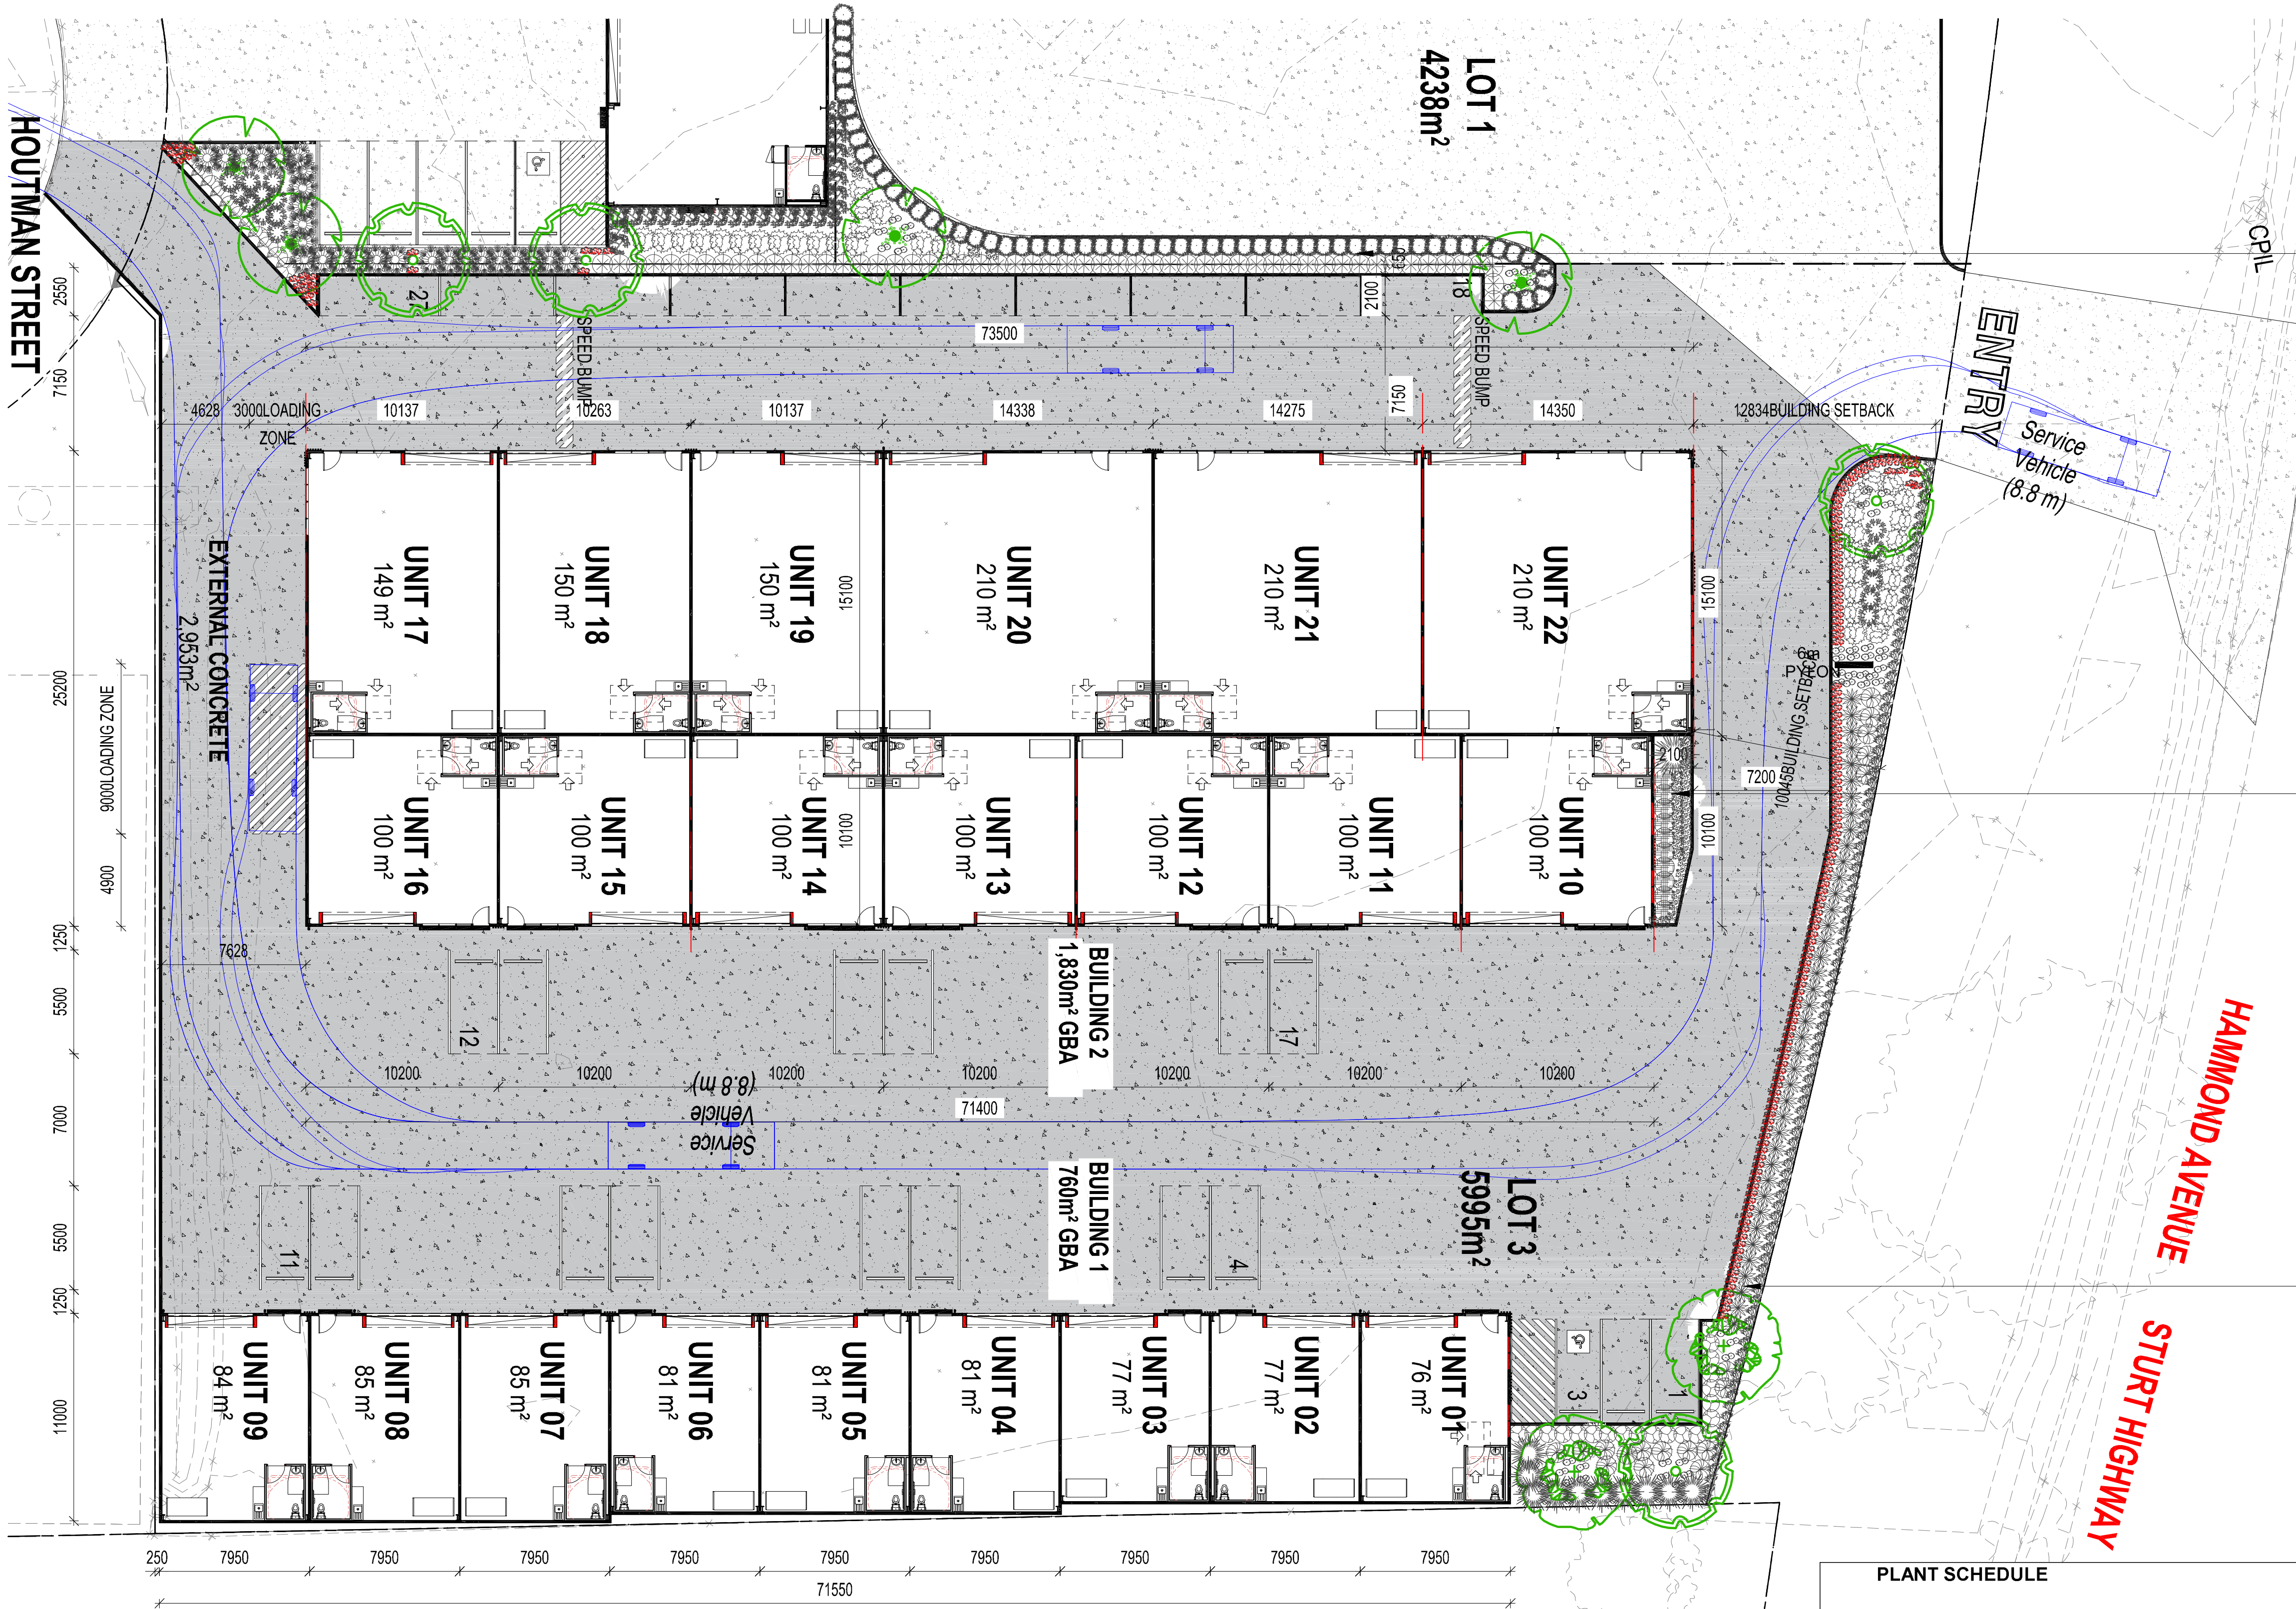 LOT 1
4238m²
HOUTMAN STREET
CPIL
ENTRY
650
2100
18
27
2550
SPEED BUMP
SPEED BUMP
73500
7150
7150
4628
3000LOADING
ZONE
10137
10263
10137
14338
14275
14350
12834BUILDING SETBACK
Service
Vehicle
(8.8 m)
EXTERNAL CONCRETE
2,953m²
UNIT 17
149 m²
UNIT 18
150 m²
UNIT 19
150 m²
15100
UNIT 20
210 m²
UNIT 21
210 m²
UNIT 22
210 m²
15100
6m
PYLON
10045BUILDING SETBACK
25200
9000LOADING ZONE
4900
2100
7200
UNIT 16
100 m²
UNIT 15
100 m²
UNIT 14
100 m²
10100
UNIT 13
100 m²
UNIT 12
100 m²
UNIT 11
100 m²
UNIT 10
100 m²
10100
1250
7628
5500
12
17
BUILDING 2
1,830m² GBA
10200
10200
10200
10200
10200
10200
10200
71400
7000
Service
Vehicle
(8.8 m)
BUILDING 1
760m² GBA
LOT 3
5995m²
HAMMOND AVENUE
STURT HIGHWAY
5500
11
4
1250
11000
UNIT 09
84 m²
UNIT 08
85 m²
UNIT 07
85 m²
UNIT 06
81 m²
UNIT 05
81 m²
UNIT 04
81 m²
UNIT 03
77 m²
UNIT 02
77 m²
UNIT 01
76 m²
3
1
250
7950
7950
7950
7950
7950
7950
7950
7950
7950
71550
PLANT SCHEDULE